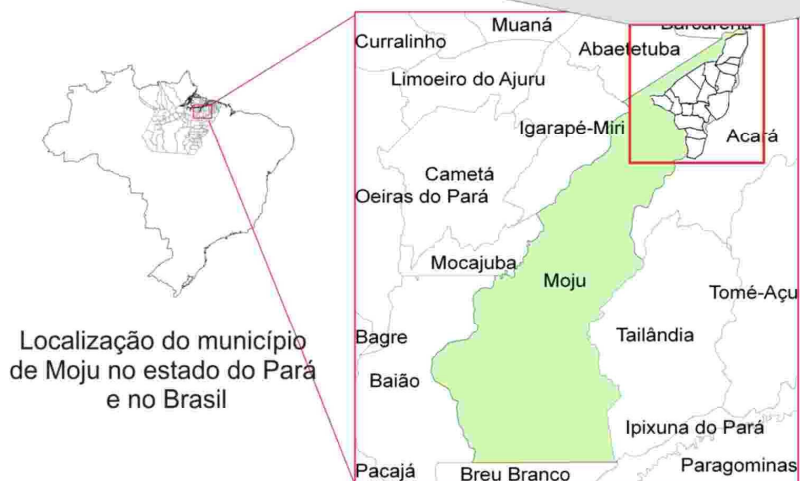 Barcarena
Muaná
Curralinho
Abaetetuba
Limoeiro do Ajuru
Igarapé-Miri
Acará
Cametá
Oeiras do Pará
Mocajuba
Moju
Tomé-Açu
Bagre
Tailândia
Baião
Ipixuna do Pará
Pacajá
Breu Branco
Paragominas
Localização do município
de Moju no estado do Pará
e no Brasil